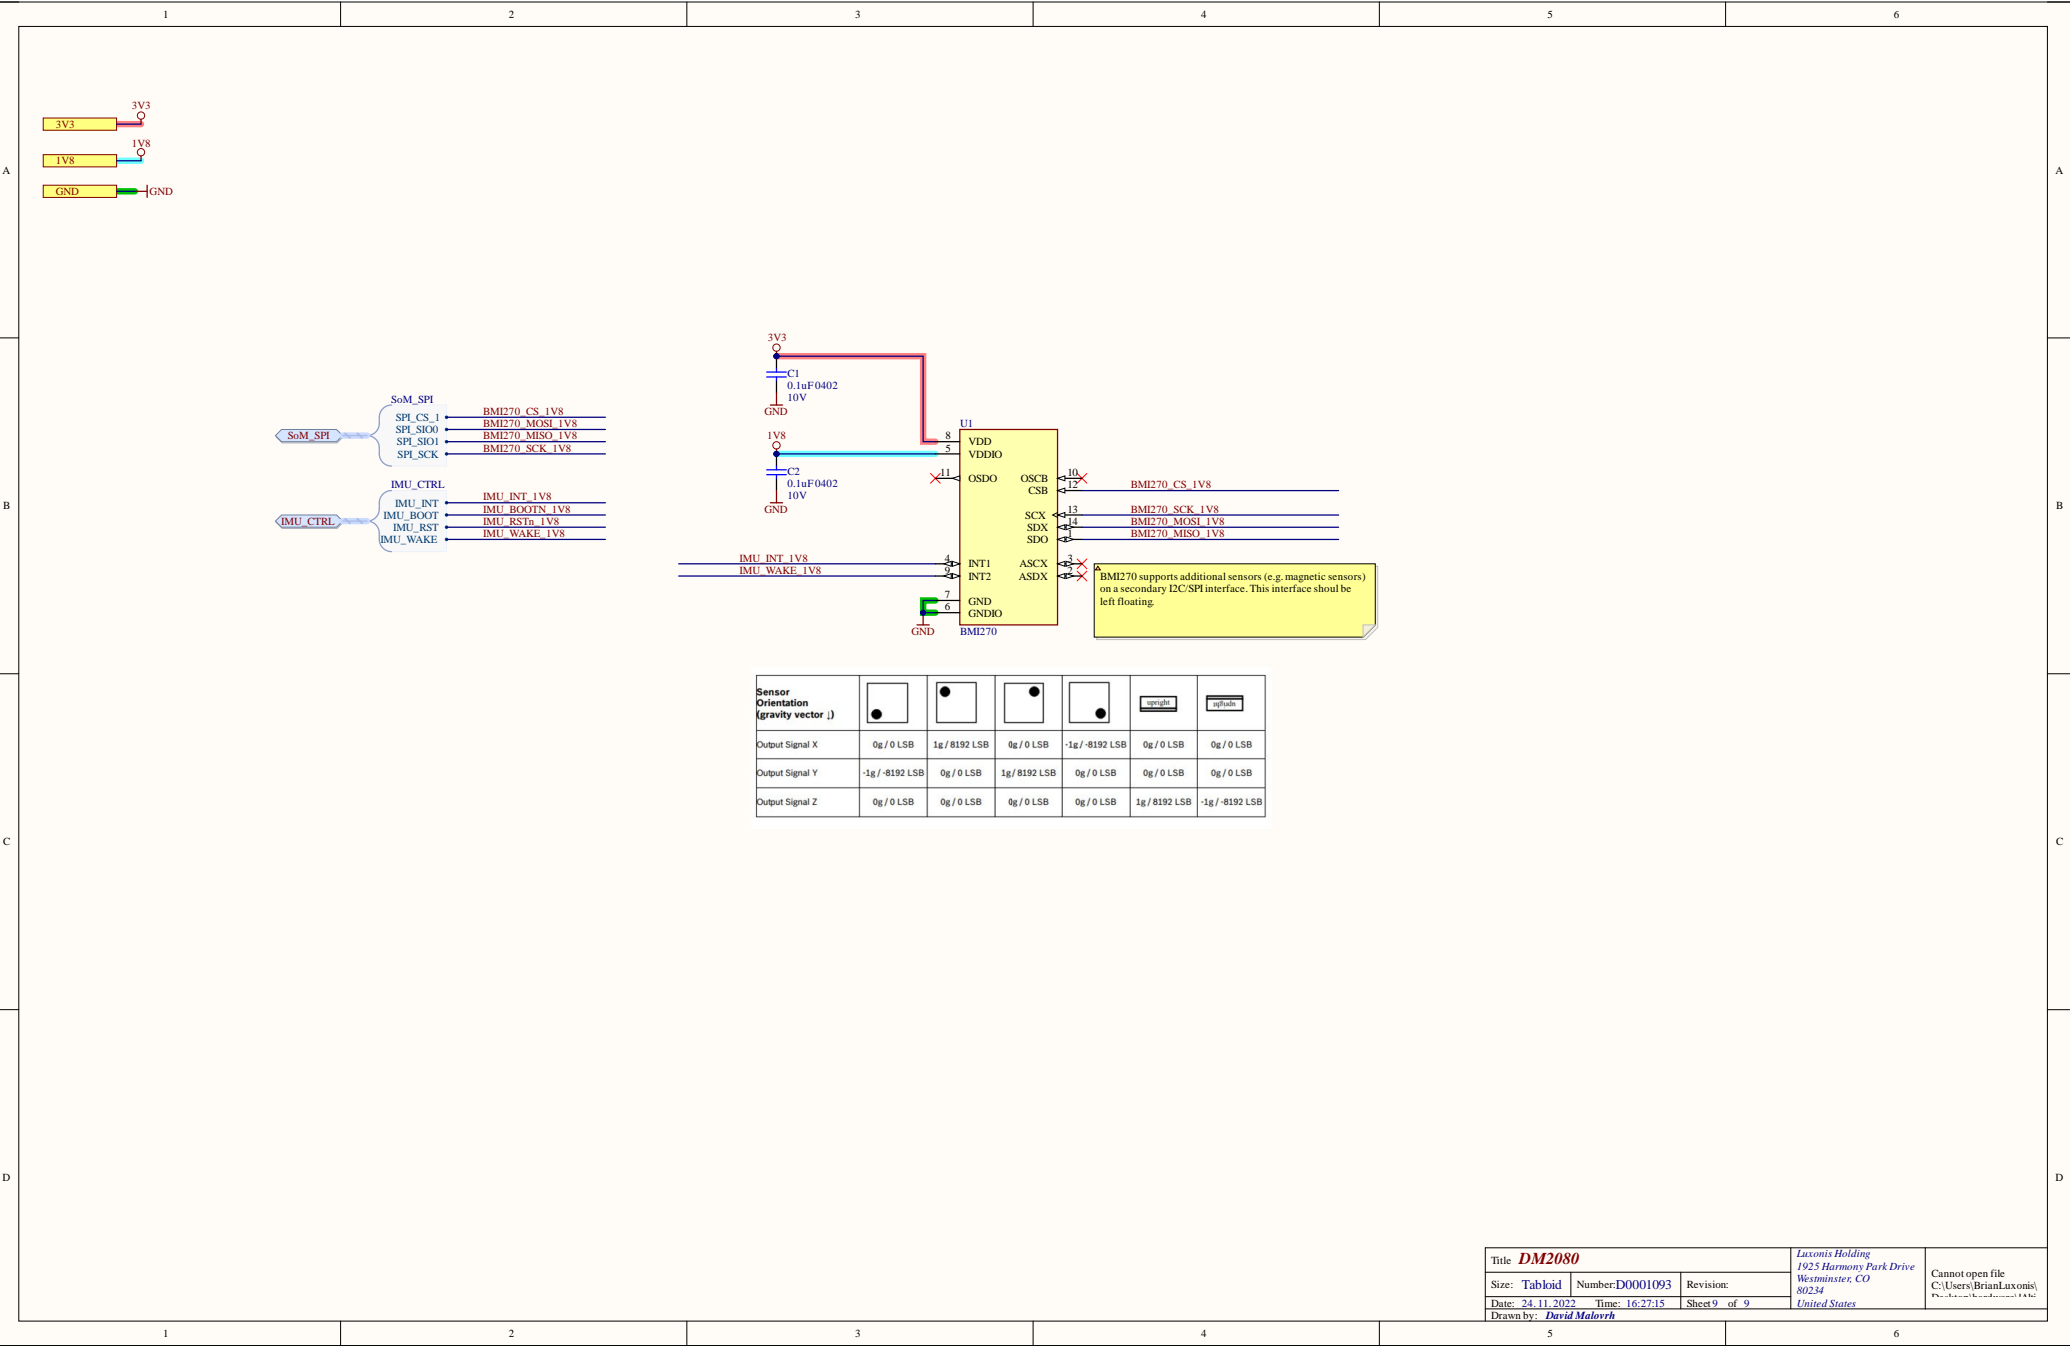 1 2 3 4 5 6
A A
3V3
3V3
1V8
1V8
GND GND
B B
SoM_SPI
SoM_SPI
SPI_CS_1 BMI270_CS_1V8
SPI_SIO0 BMI270_MOSI_1V8
SPI_SIO1 BMI270_MISO_1V8
SPI_SCK BMI270_SCK_1V8
IMU_CTRL
IMU_CTRL
IMU_INT IMU_INT_1V8
IMU_BOOT IMU_BOOTN_1V8
IMU_RST IMU_RSTn_1V8
IMU_WAKE IMU_WAKE_1V8
3V3
C1
0.1uF 0402
10V
GND
1V8
C2
0.1uF 0402
10V
GND
U1
8 VDD
5 VDDIO
11 OSDO OSCB 10
CSB 12 BMI270_CS_1V8
SCX 13 BMI270_SCK_1V8
SDX 14 BMI270_MOSI_1V8
SDO 1 BMI270_MISO_1V8
IMU_INT_1V8 4 INT1 ASCX 3
IMU_WAKE_1V8 9 INT2 ASDX 2
7 GND
6 GNDIO
GND BMI270
BMI270 supports additional sensors (e.g. magnetic sensors)
on a secondary I2C/SPI interface. This interface shoul be
left floating.
Sensor
Orientation
(gravity vector ↓) upright upright
Output Signal X 0g / 0 LSB 1g / 8192 LSB 0g / 0 LSB -1g / -8192 LSB 0g / 0 LSB 0g / 0 LSB
Output Signal Y -1g / -8192 LSB 0g / 0 LSB 1g / 8192 LSB 0g / 0 LSB 0g / 0 LSB 0g / 0 LSB
Output Signal Z 0g / 0 LSB 0g / 0 LSB 0g / 0 LSB 0g / 0 LSB 1g / 8192 LSB -1g / -8192 LSB
C C
D D
Title DM2080
Size: Tabloid Number: D0001093 Revision:
Date: 24.11.2022 Time: 16:27:15 Sheet 9 of 9
Drawn by: David Malovrh
Luxonis Holding
1925 Harmony Park Drive
Westminster, CO
80234
United States
Cannot open file
C:\Users\BrianLuxonis\
1 2 3 4 5 6